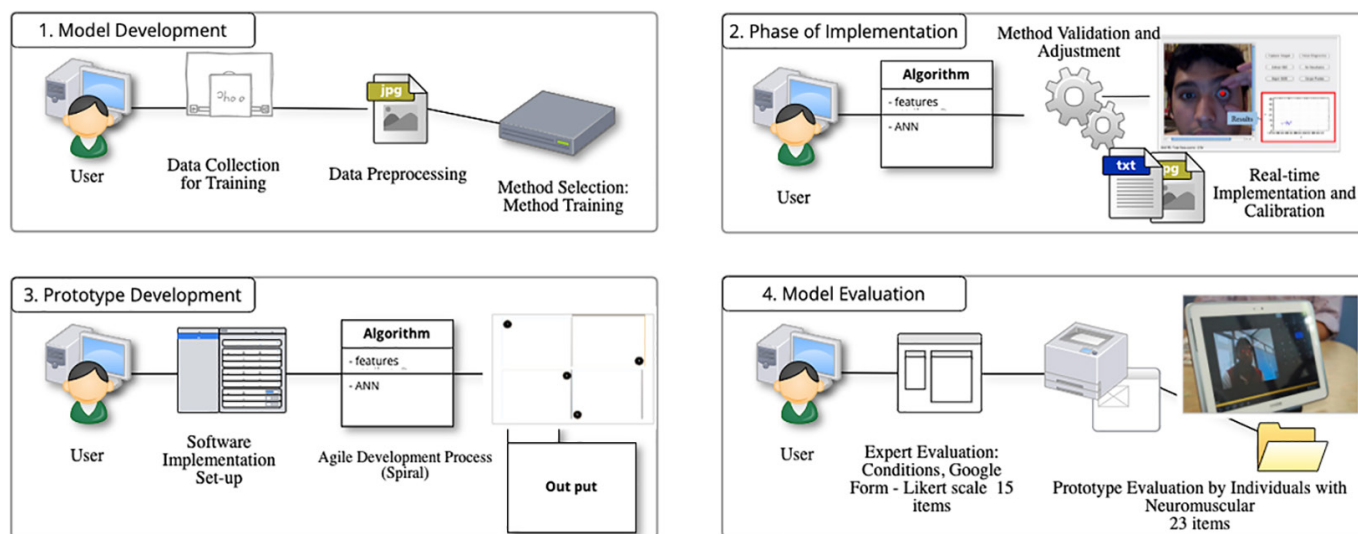 1. Model Development
jpg
User
Data Collection
for Training
Data Preprocessing
Method Selection:
Method Training
2. Phase of Implementation
Method Validation and
Adjustment
Algorithm
- features
- ANN
Results
txt
User
Real-time
Implementation and
Calibration
3. Prototype Development
Algorithm
- features
- ANN
User
Software
Implementation
Set-up
Agile Development Process
(Spiral)
Out put
4. Model Evaluation
User
Expert Evaluation:
Conditions, Google
Form - Likert scale 15
items
Prototype Evaluation by Individuals with
Neuromuscular
23 items